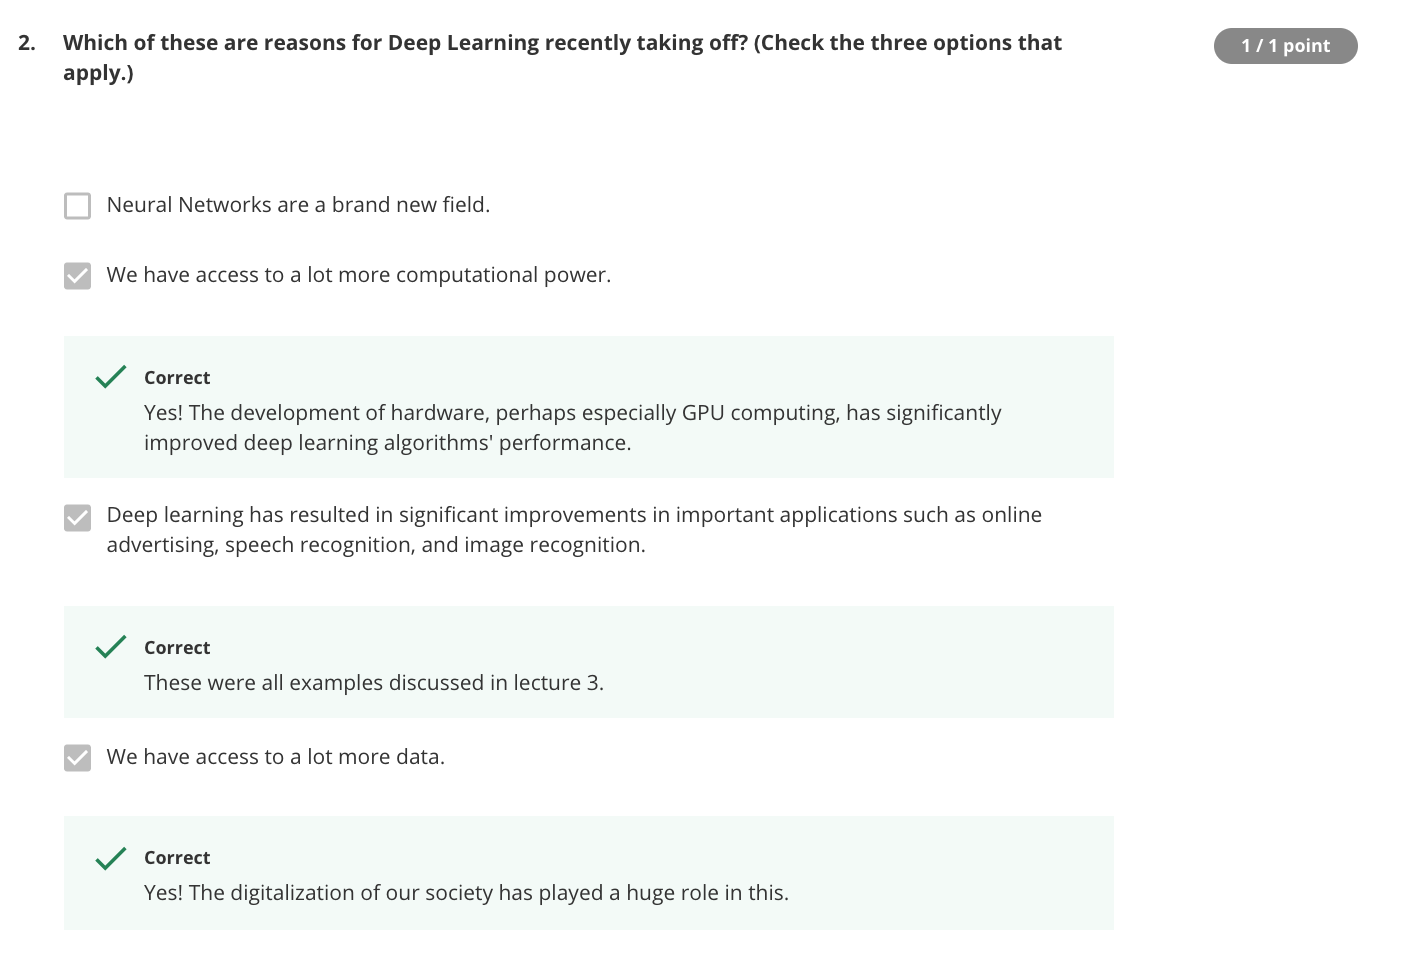 2. Which of these are reasons for Deep Learning recently taking off? (Check the three options that
apply.)
1 / 1 point
Neural Networks are a brand new field.
We have access to a lot more computational power.
Correct
Yes! The development of hardware, perhaps especially GPU computing, has significantly
improved deep learning algorithms' performance.
Deep learning has resulted in significant improvements in important applications such as online
advertising, speech recognition, and image recognition.
Correct
These were all examples discussed in lecture 3.
We have access to a lot more data.
Correct
Yes! The digitalization of our society has played a huge role in this.